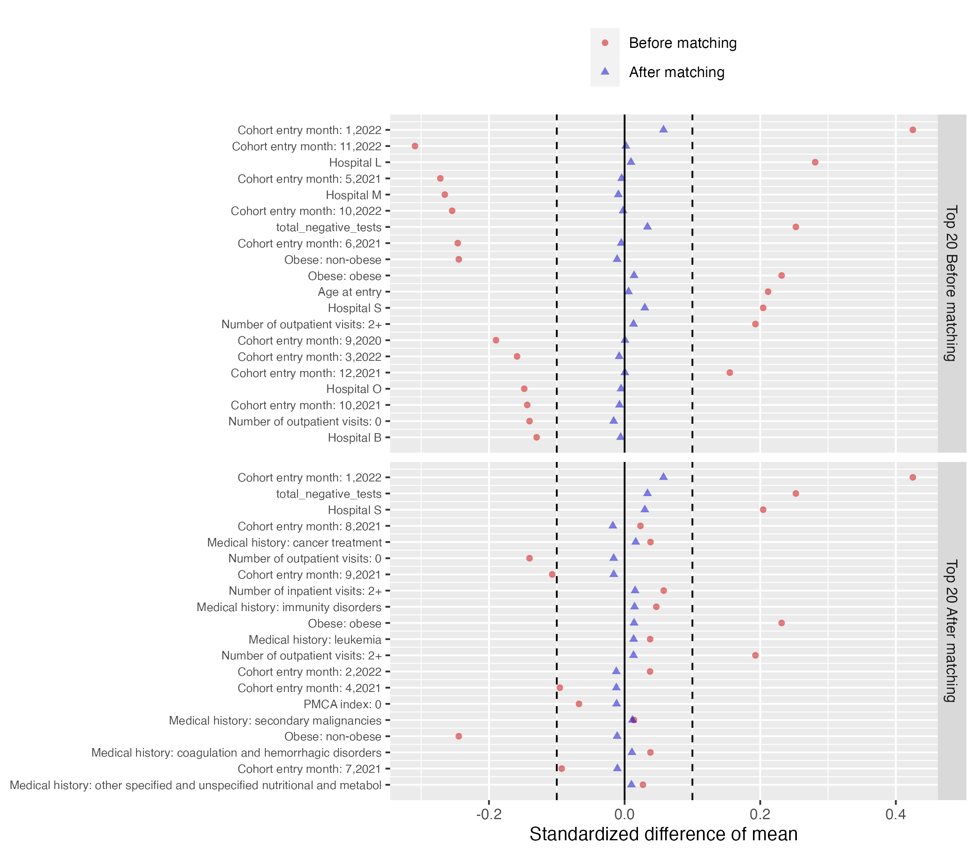 Before matching
After matching
Cohort entry month: 1,2022
Cohort entry month: 11,2022
Hospital L
Cohort entry month: 5,2021
Hospital M
Cohort entry month: 10,2022
total_negative_tests
Cohort entry month: 6,2021
Obese: non-obese
Obese: obese
Age at entry
Hospital S
Number of outpatient visits: 2+
Cohort entry month: 9,2020
Cohort entry month: 3,2022
Cohort entry month: 12,2021
Hospital O
Cohort entry month: 10,2021
Number of outpatient visits: 0
Hospital B
Top 20 Before matching
Cohort entry month: 1,2022
total_negative_tests
Hospital S
Cohort entry month: 8,2021
Medical history: cancer treatment
Number of outpatient visits: 0
Cohort entry month: 9,2021
Number of inpatient visits: 2+
Medical history: immunity disorders
Obese: obese
Medical history: leukemia
Number of outpatient visits: 2+
Cohort entry month: 2,2022
Cohort entry month: 4,2021
PMCA index: 0
Medical history: secondary malignancies
Obese: non-obese
Medical history: coagulation and hemorrhagic disorders
Cohort entry month: 7,2021
Medical history: other specified and unspecified nutritional and metabol
Top 20 After matching
-0.2 0.0 0.2 0.4
Standardized difference of mean